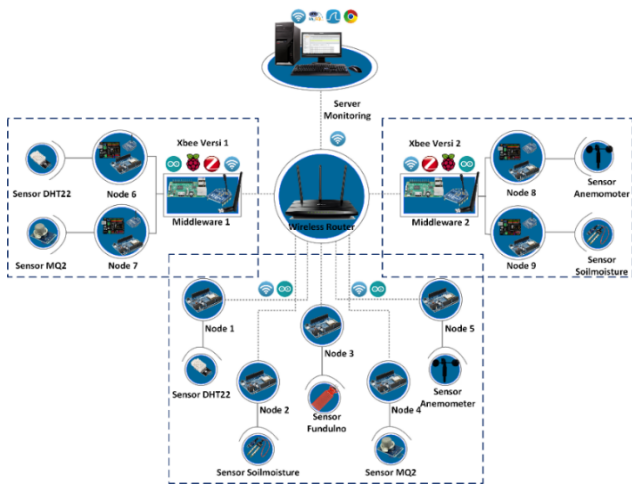 Server
Monitoring
Xbee Versi 1
Xbee Versi 2
Sensor DHT22
Node 6
Middleware 1
Sensor MQ2
Node 7
Wireless Router
Middleware 2
Node 8
Sensor
Anemometer
Node 9
Sensor
Soilmoisture
Node 1
Sensor DHT22
Node 2
Sensor Soilmoisture
Node 3
Sensor
Funduino
Node 4
Sensor MQ2
Node 5
Sensor
Anemometer